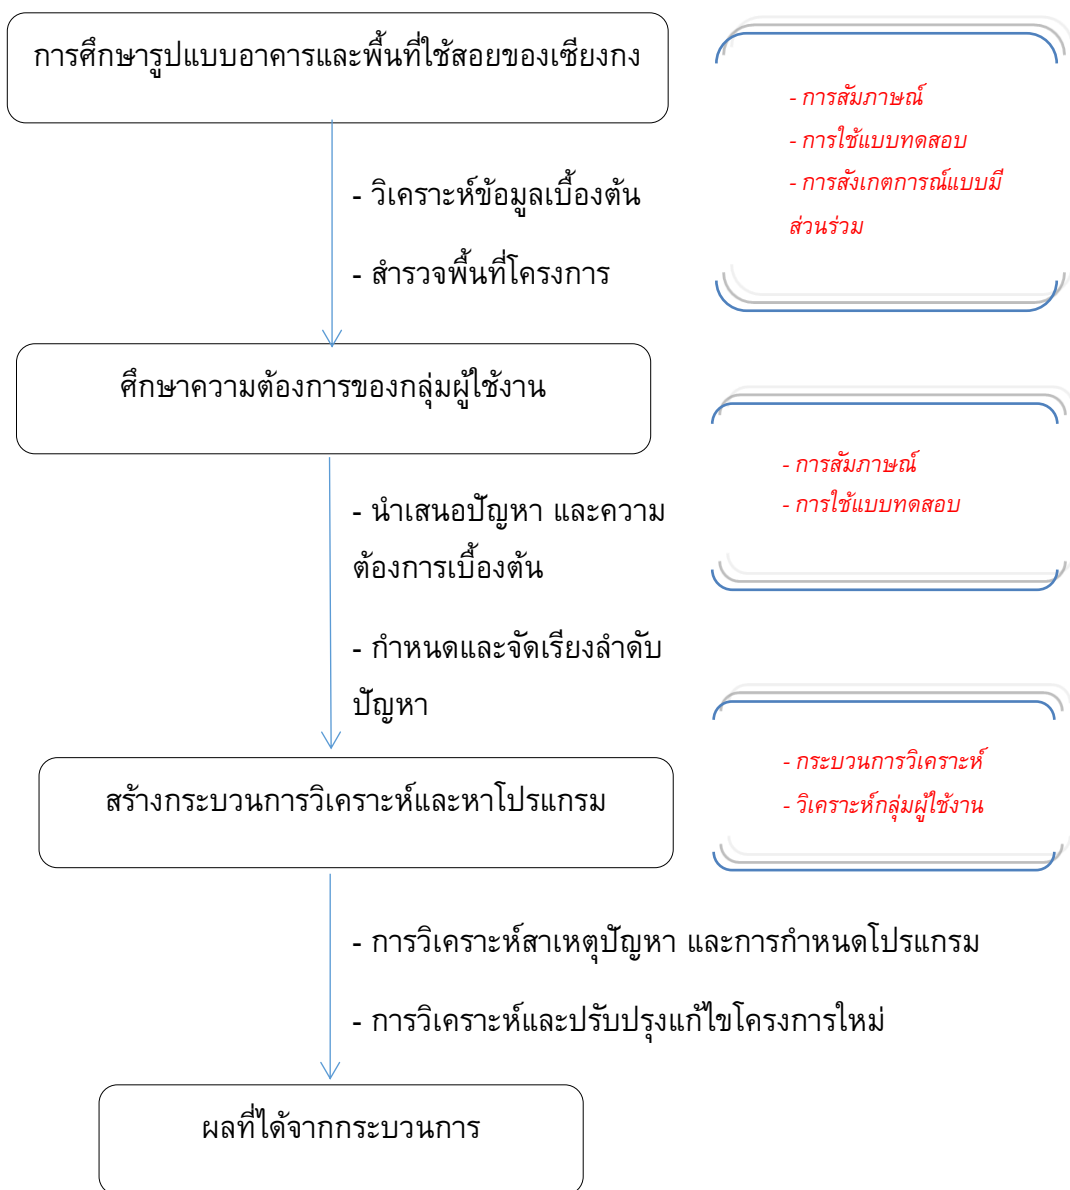 การศึกษารูปแบบอาคารและพื้นที่ใช้สอยของเซียงกง
- การสัมภาษณ์
- การใช้แบบทดสอบ
- การสังเกตการณ์แบบมี
ส่วนร่วม
- วิเคราะห์ข้อมูลเบื้องต้น
- สำรวจพื้นที่โครงการ
ศึกษาความต้องการของกลุ่มผู้ใช้งาน
- การสัมภาษณ์
- การใช้แบบทดสอบ
- นำเสนอปัญหา และความ
ต้องการเบื้องต้น
- กำหนดและจัดเรียงลำดับ
ปัญหา
สร้างกระบวนการวิเคราะห์และหาโปรแกรม
- กระบวนการวิเคราะห์
- วิเคราะห์กลุ่มผู้ใช้งาน
- การวิเคราะห์สาเหตุปัญหา และการกำหนดโปรแกรม
- การวิเคราะห์และปรับปรุงแก้ไขโครงการใหม่
ผลที่ได้จากกระบวนการ